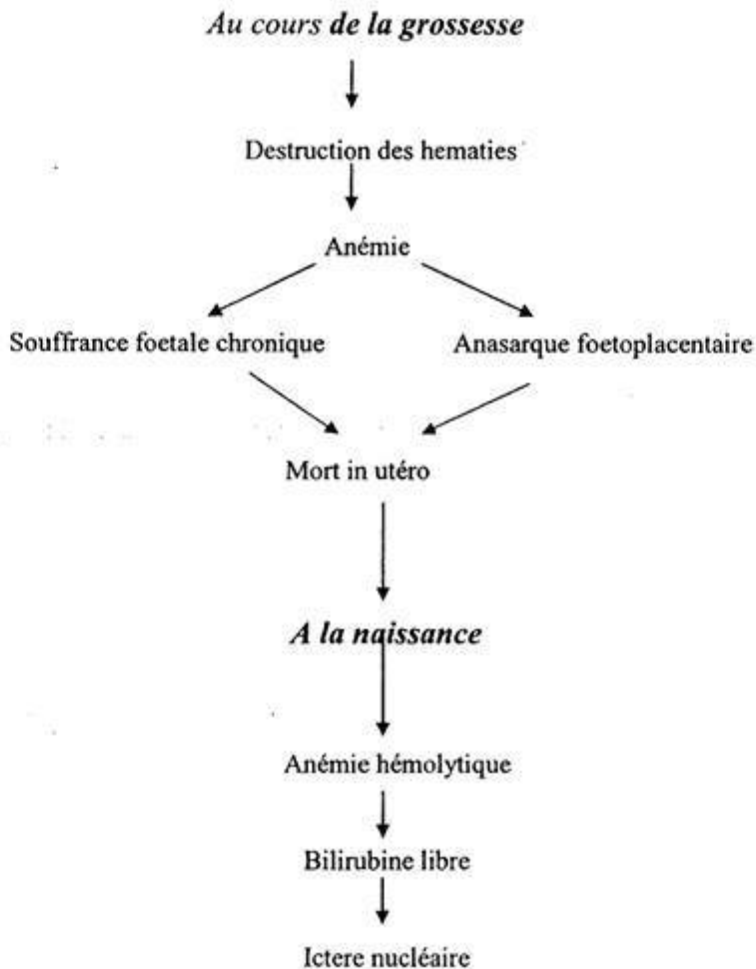 Au cours de la grossesse
Destruction des hematies
Anémie
Souffrance foetale chronique Anasarque foetoplacentaire
Mort in utéro
A la naissance
Anémie hémolytique
Bilirubine libre
Ictere nucléaire